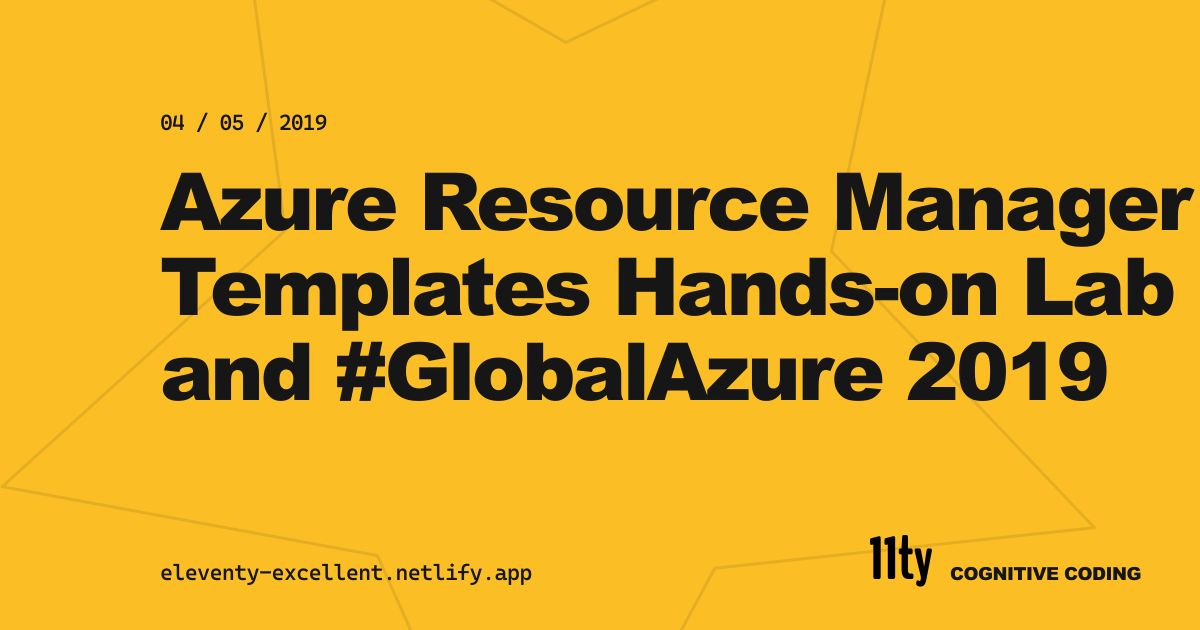 04 / 05 / 2019
Azure Resource Manager
Templates Hands-on Lab
and #GlobalAzure 2019
eleventy-excellent.netlify.app
11ty COGNITIVE CODING